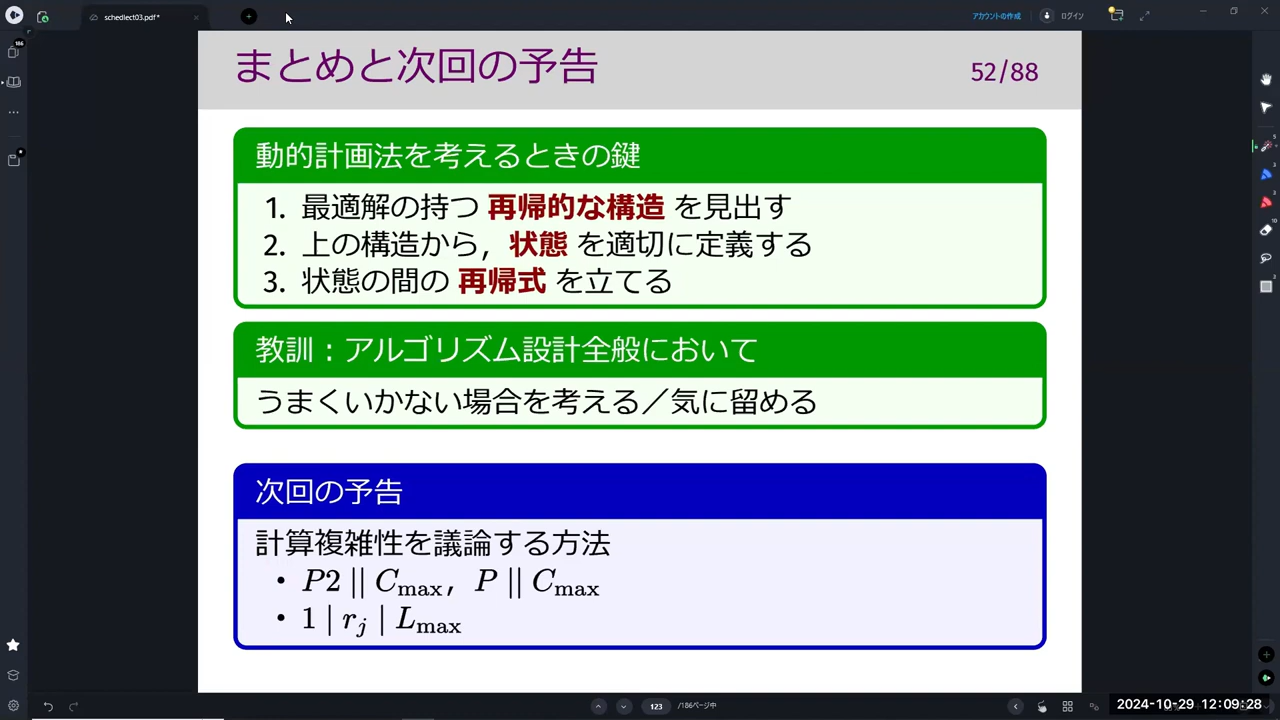 schedlect03.pdf*
アカウントの作成
ログイン
186
まとめと次回の予告
52/88
動的計画法を考えるときの鍵
1. 最適解の持つ 再帰的な構造 を見出す
2. 上の構造から，状態 を適切に定義する
3. 状態の間の 再帰式 を立てる
教訓：アルゴリズム設計全般において
うまくいかない場合を考える／気に留める
次回の予告
計算複雑性を議論する方法
• P2 || Cmax, P || Cmax
• 1 | rj | Lmax
123 /186ページ中
2024-10-29 12:09:28